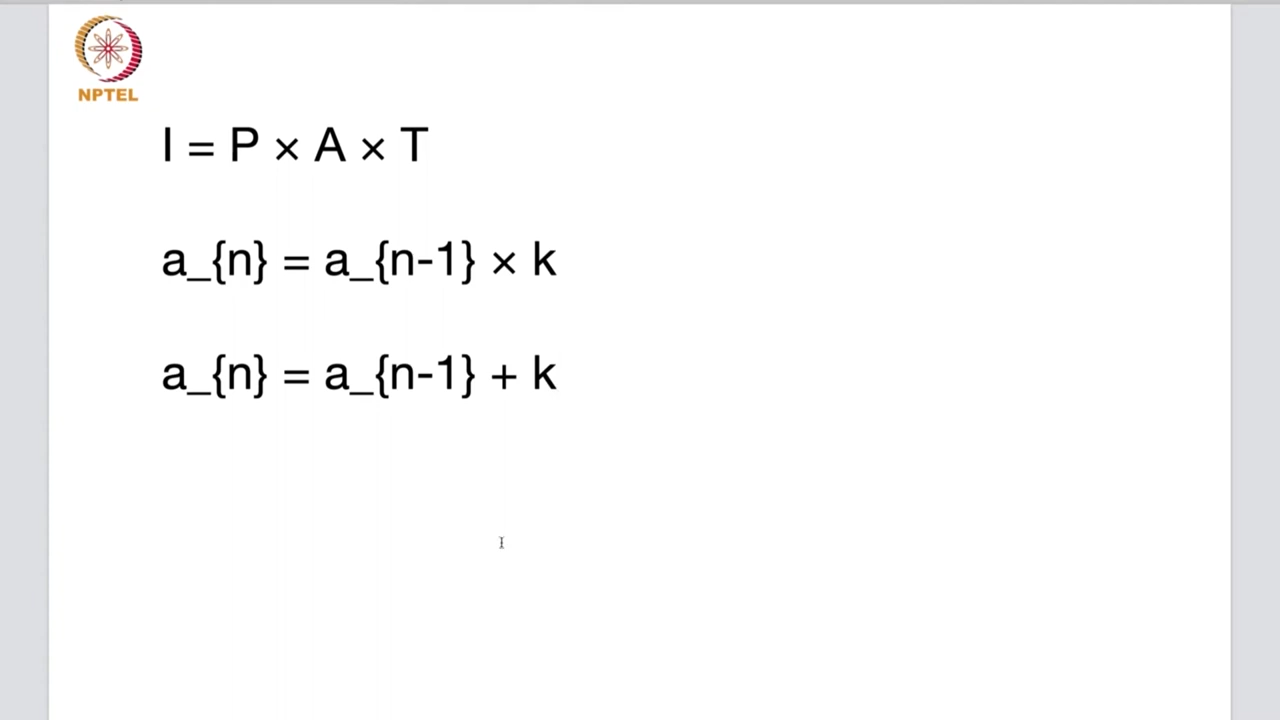 NPTEL
I = P × A × T
a_{n} = a_{n-1} × k
a_{n} = a_{n-1} + k